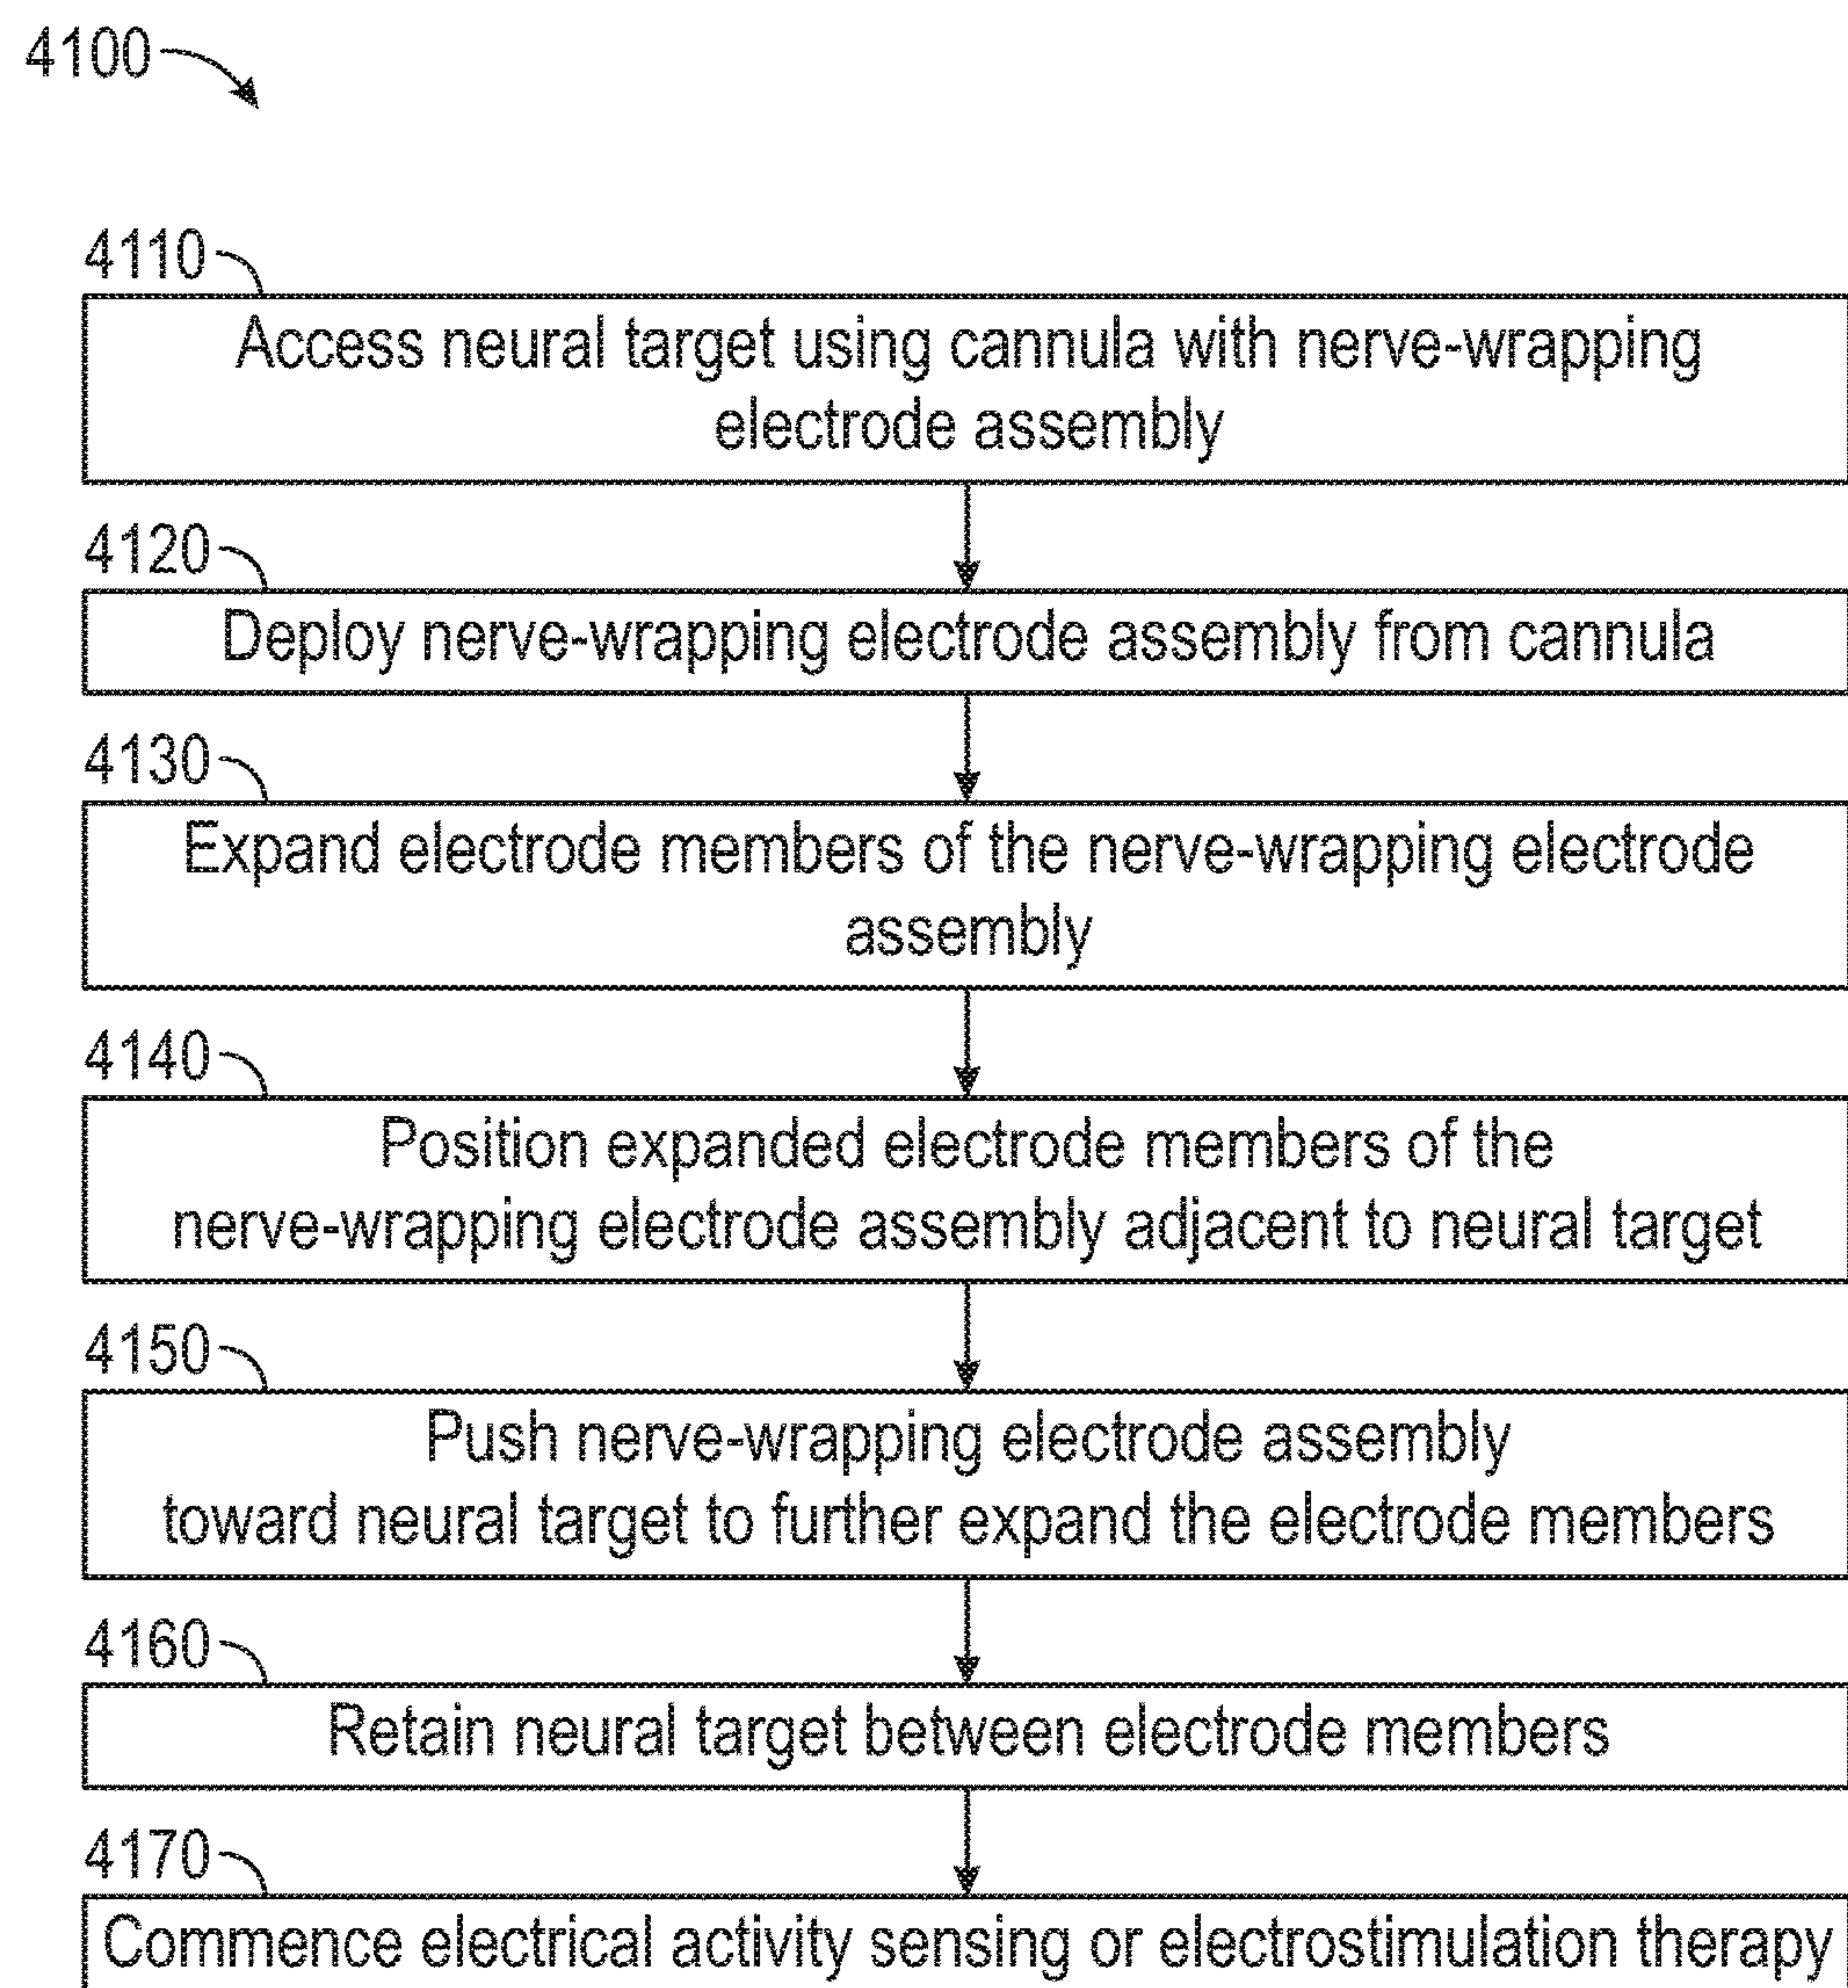 4100
4110
Access neural target using cannula with nerve-wrapping
electrode assembly
4120
Deploy nerve-wrapping electrode assembly from cannula
4130
Expand electrode members of the nerve-wrapping electrode
assembly
4140
Position expanded electrode members of the
nerve-wrapping electrode assembly adjacent to neural target
4150
Push nerve-wrapping electrode assembly
toward neural target to further expand the electrode members
4160
Retain neural target between electrode members
4170
Commence electrical activity sensing or electrostimulation therapy